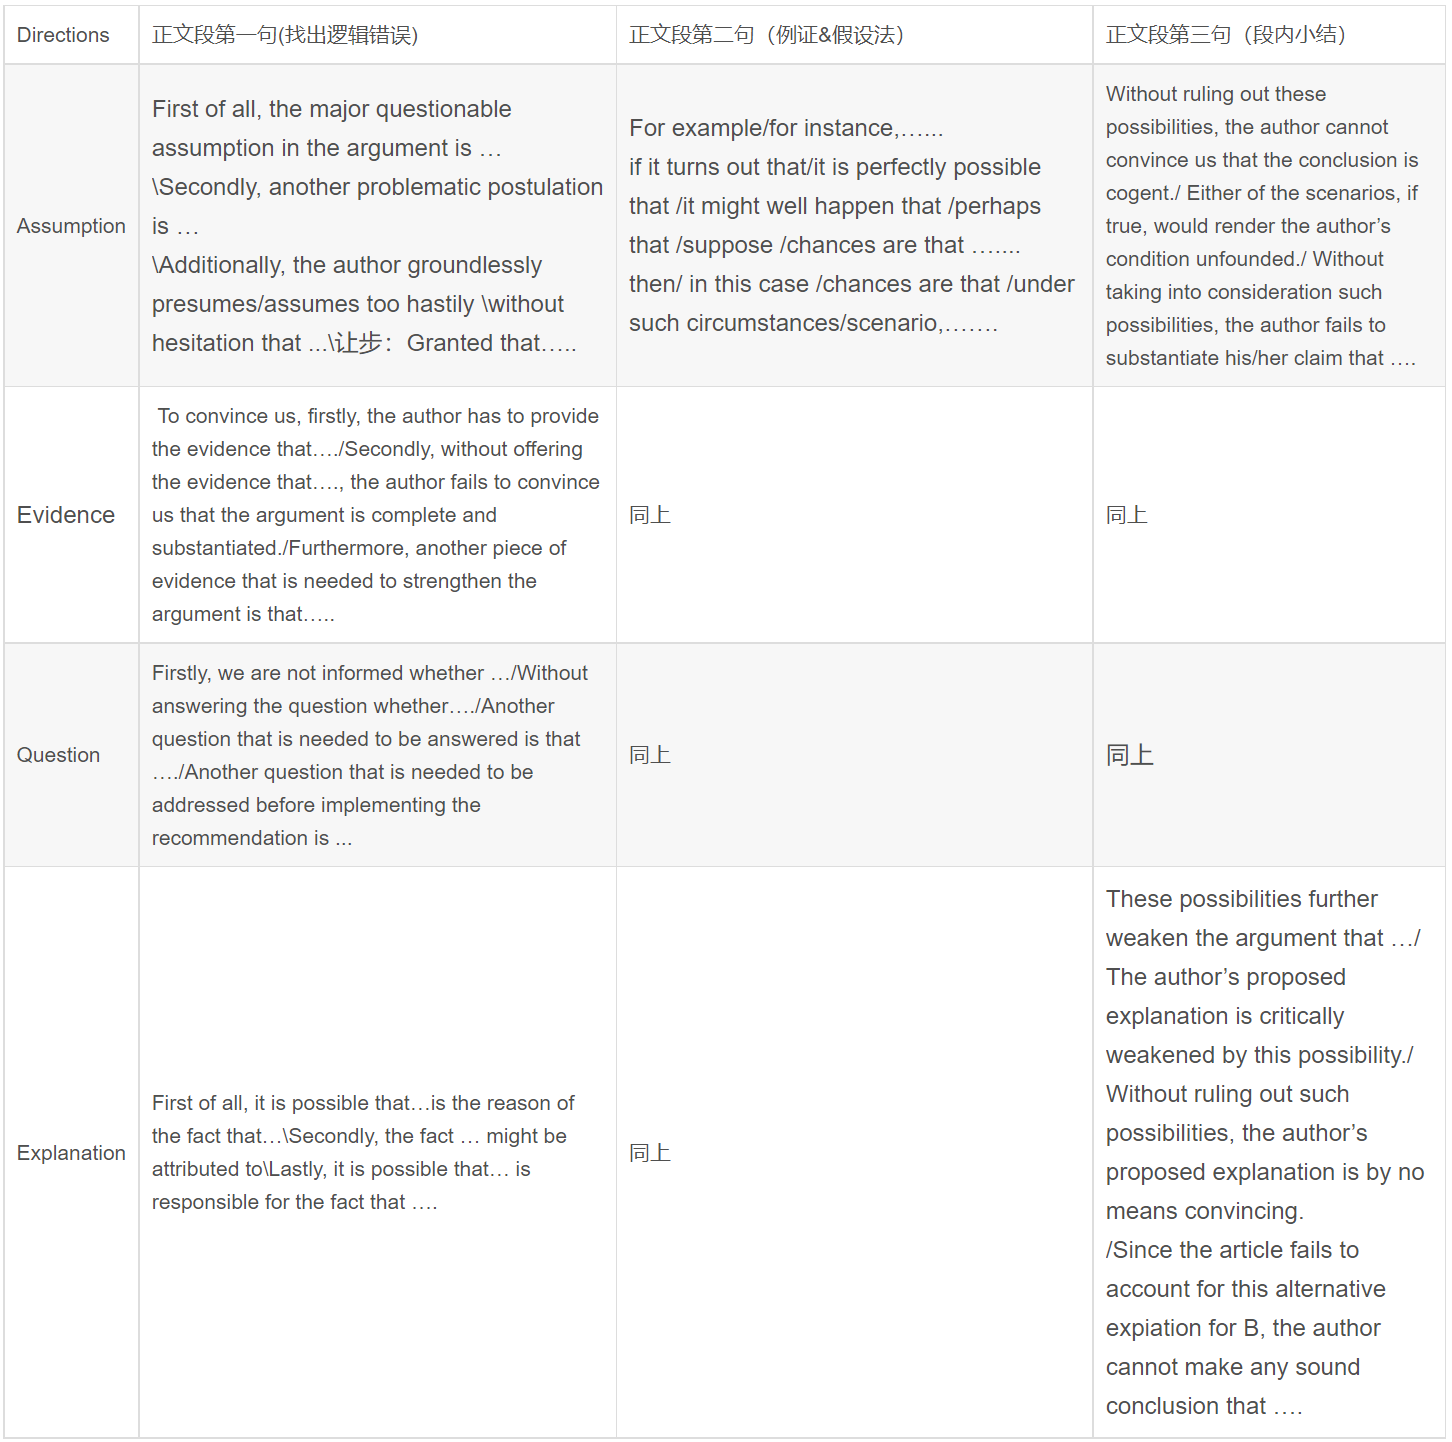 Directions
正文段第一句(找出逻辑错误)
正文段第二句（例证&假设法）
正文段第三句（段内小结）
Assumption
First of all, the major questionable
assumption in the argument is …
\Secondly, another problematic postulation
is …
\Additionally, the author groundlessly
presumes/assumes too hastily \without
hesitation that ...\让步：Granted that…..
For example/for instance,…...
if it turns out that/it is perfectly possible
that /it might well happen that /perhaps
that /suppose /chances are that …....
then/ in this case /chances are that /under
such circumstances/scenario,…….
Without ruling out these
possibilities, the author cannot
convince us that the conclusion is
cogent./ Either of the scenarios, if
true, would render the author’s
condition unfounded./ Without
taking into consideration such
possibilities, the author fails to
substantiate his/her claim that ….
Evidence
To convince us, firstly, the author has to provide
the evidence that…./Secondly, without offering
the evidence that…., the author fails to convince
us that the argument is complete and
substantiated./Furthermore, another piece of
evidence that is needed to strengthen the
argument is that…..
同上
同上
Question
Firstly, we are not informed whether …/Without
answering the question whether…./Another
question that is needed to be answered is that
…./Another question that is needed to be
addressed before implementing the
recommendation is ...
同上
同上
Explanation
First of all, it is possible that…is the reason of
the fact that…\Secondly, the fact … might be
attributed to\Lastly, it is possible that… is
responsible for the fact that ….
同上
These possibilities further
weaken the argument that …/
The author’s proposed
explanation is critically
weakened by this possibility./
Without ruling out such
possibilities, the author’s
proposed explanation is by no
means convincing.
/Since the article fails to
account for this alternative
expiation for B, the author
cannot make any sound
conclusion that ….